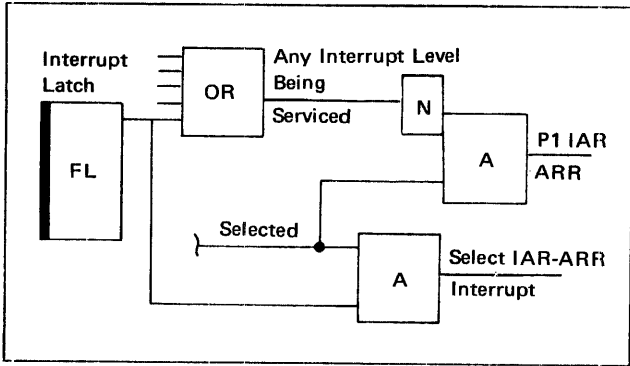 Interrupt
Latch
FL
OR
Any Interrupt Level
Being
Serviced
N
A
P1 IAR
ARR
Selected
A
Select IAR-ARR
Interrupt